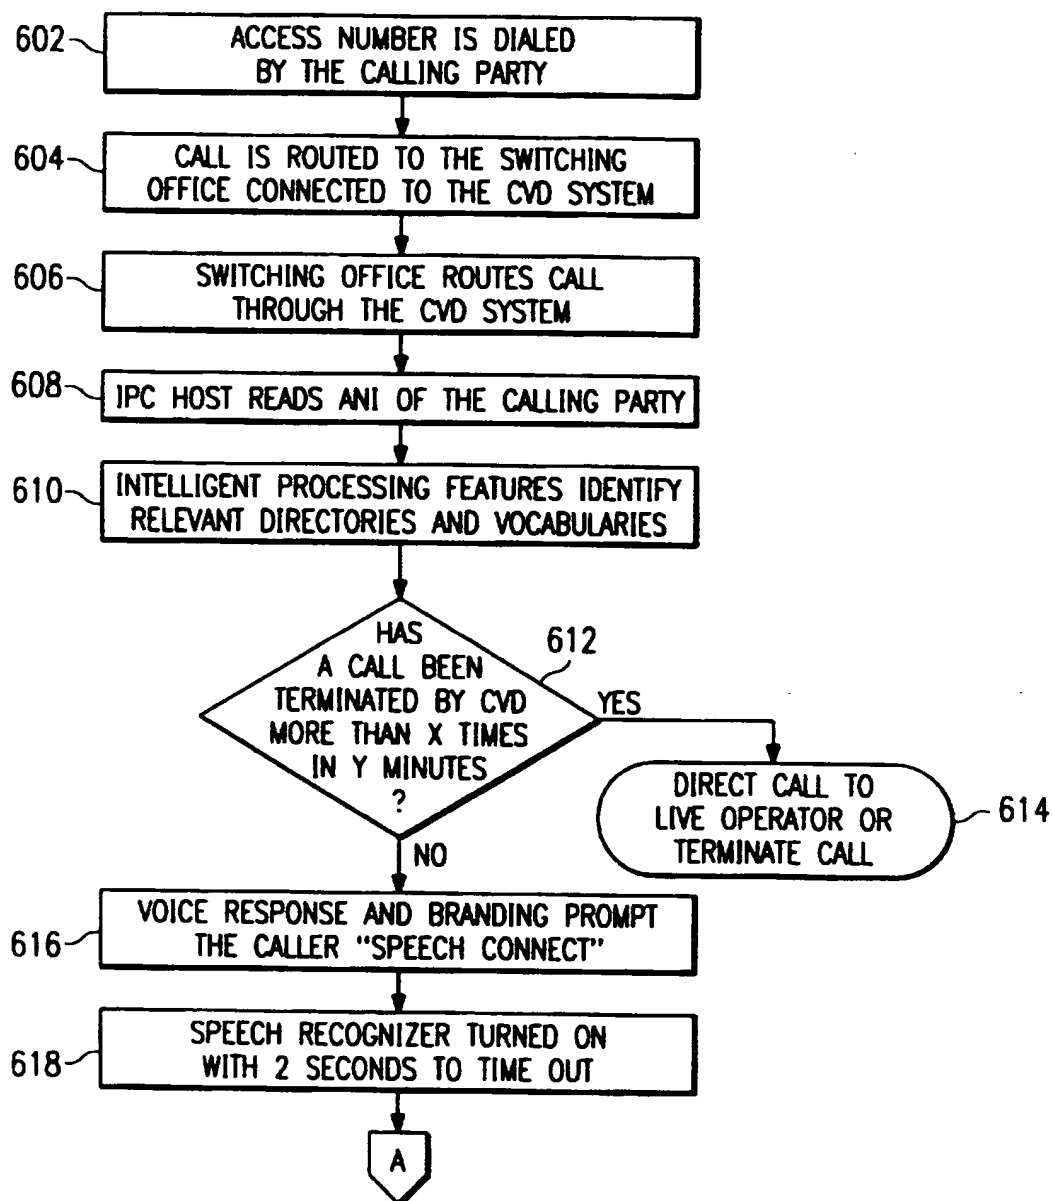 602
ACCESS NUMBER IS DIALED
BY THE CALLING PARTY
604
CALL IS ROUTED TO THE SWITCHING
OFFICE CONNECTED TO THE CVD SYSTEM
606
SWITCHING OFFICE ROUTES CALL
THROUGH THE CVD SYSTEM
608
IPC HOST READS ANI OF THE CALLING PARTY
610
INTELLIGENT PROCESSING FEATURES IDENTIFY
RELEVANT DIRECTORIES AND VOCABULARIES
612
HAS
A CALL BEEN
TERMINATED BY CVD
MORE THAN X TIMES
IN Y MINUTES
?
YES
DIRECT CALL TO
LIVE OPERATOR OR
TERMINATE CALL
614
NO
616
VOICE RESPONSE AND BRANDING PROMPT
THE CALLER "SPEECH CONNECT"
618
SPEECH RECOGNIZER TURNED ON
WITH 2 SECONDS TO TIME OUT
A